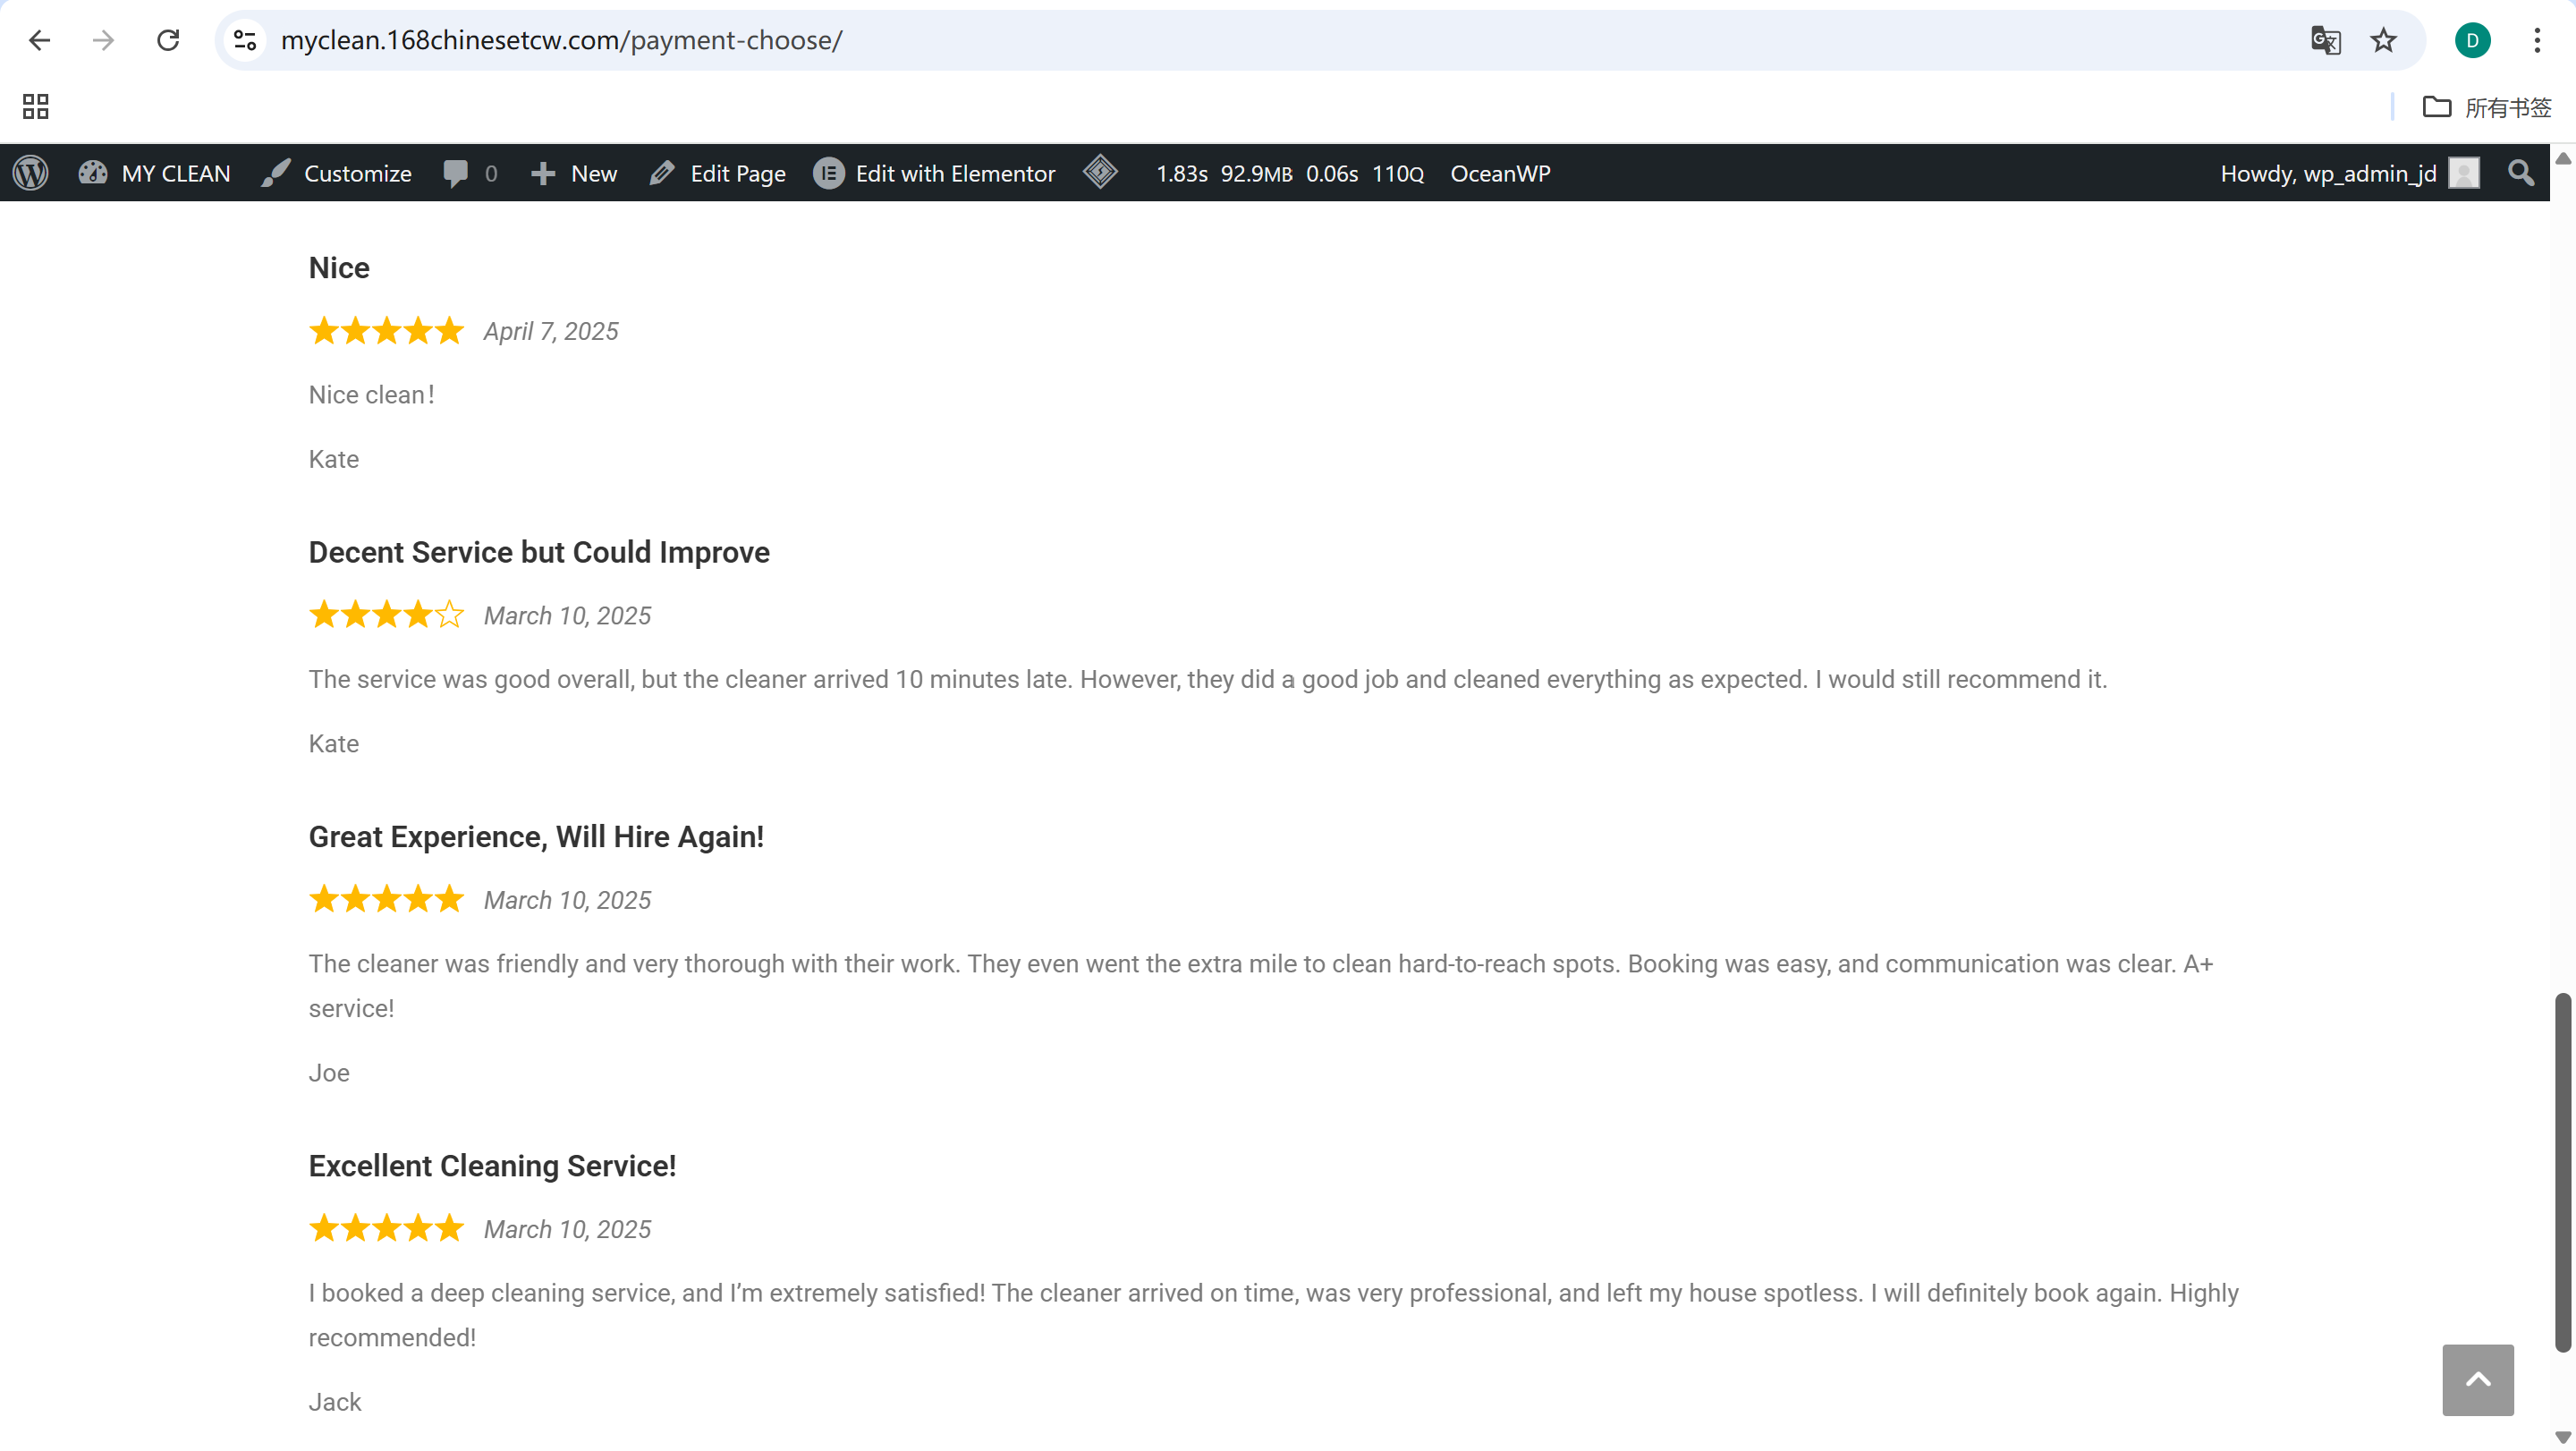 myclean.168chinesetcw.com/payment-choose/
D
所有书签
MY CLEAN Customize 0 New Edit Page Edit with Elementor 1.83s 92.9MB 0.06s 110Q OceanWP Howdy, wp_admin_jd
Nice
April 7, 2025
Nice clean！
Kate
Decent Service but Could Improve
March 10, 2025
The service was good overall, but the cleaner arrived 10 minutes late. However, they did a good job and cleaned everything as expected. I would still recommend it.
Kate
Great Experience, Will Hire Again!
March 10, 2025
The cleaner was friendly and very thorough with their work. They even went the extra mile to clean hard-to-reach spots. Booking was easy, and communication was clear. A+
service!
Joe
Excellent Cleaning Service!
March 10, 2025
I booked a deep cleaning service, and I’m extremely satisfied! The cleaner arrived on time, was very professional, and left my house spotless. I will definitely book again. Highly
recommended!
Jack